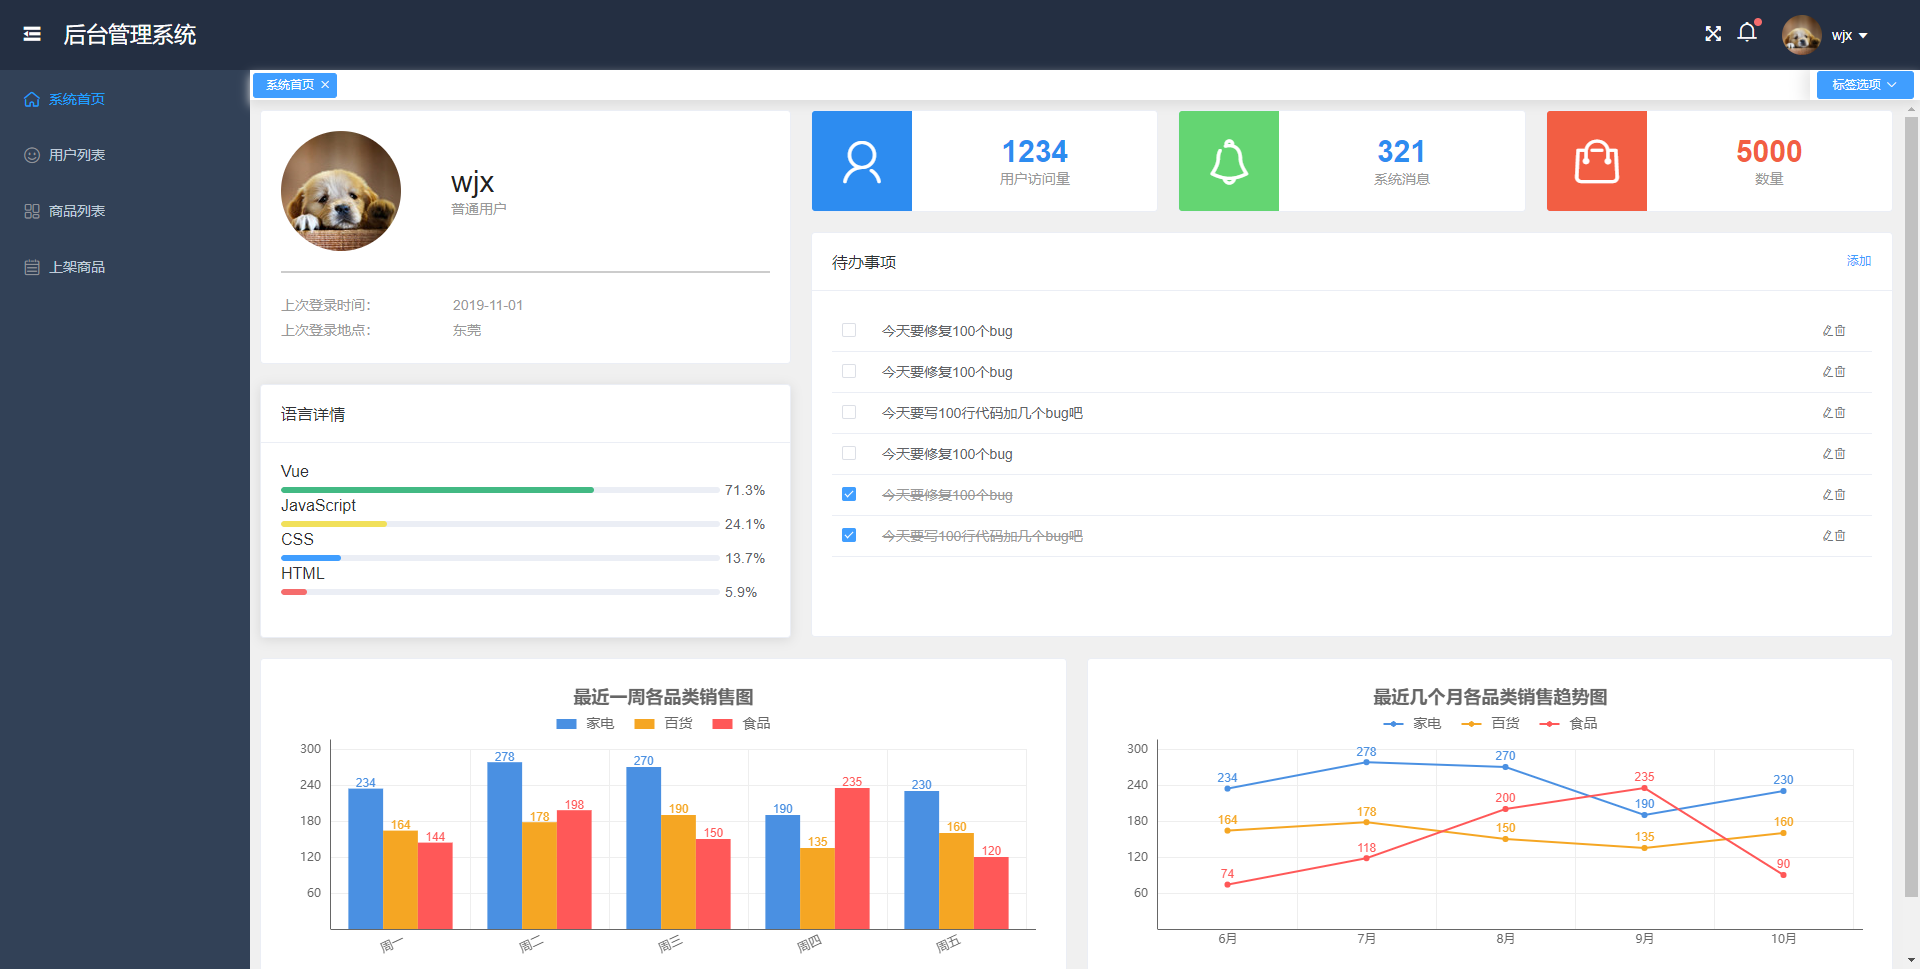 后台管理系统
wjx
系统首页
用户列表
商品列表
上架商品
系统首页
标签选项
wjx
普通用户
上次登录时间：
2019-11-01
上次登录地点：
东莞
1234
用户访问量
321
系统消息
5000
数量
语言详情
Vue
71.3%
JavaScript
24.1%
CSS
13.7%
HTML
5.9%
待办事项
添加
今天要修复100个bug
今天要修复100个bug
今天要写100行代码加几个bug吧
今天要修复100个bug
今天要修复100个bug
今天要写100行代码加几个bug吧
最近一周各品类销售图
家电 百货 食品
300
240
180
120
60
234 164 144
278 178 198
270 190 150
190 135 235
230 160 120
周一 周二 周三 周四 周五
最近几个月各品类销售趋势图
家电 百货 食品
300
240
180
120
60
234 278 270 190 230
164 178 150 135 160
74 118 200 235 90
6月 7月 8月 9月 10月